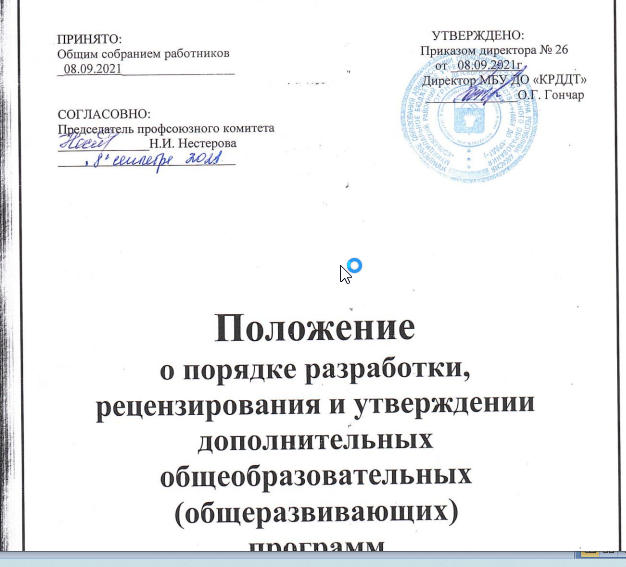 ПРИНЯТО:
Общим собранием работников
08.09.2021
СОГЛАСОВНО:
Председатель профсоюзного комитета
Н.И. Нестерова
„8" сентября 2021
УТВЕРЖДЕНО:
Приказом директора № 26
от 08.09.2021г
Директор МБУ ДО «КРДДТ»
О.Г. Гончар
Положение
о порядке разработки,
рецензирования и утверждении
дополнительных
общеобразовательных
(общеразвивающих)
программ